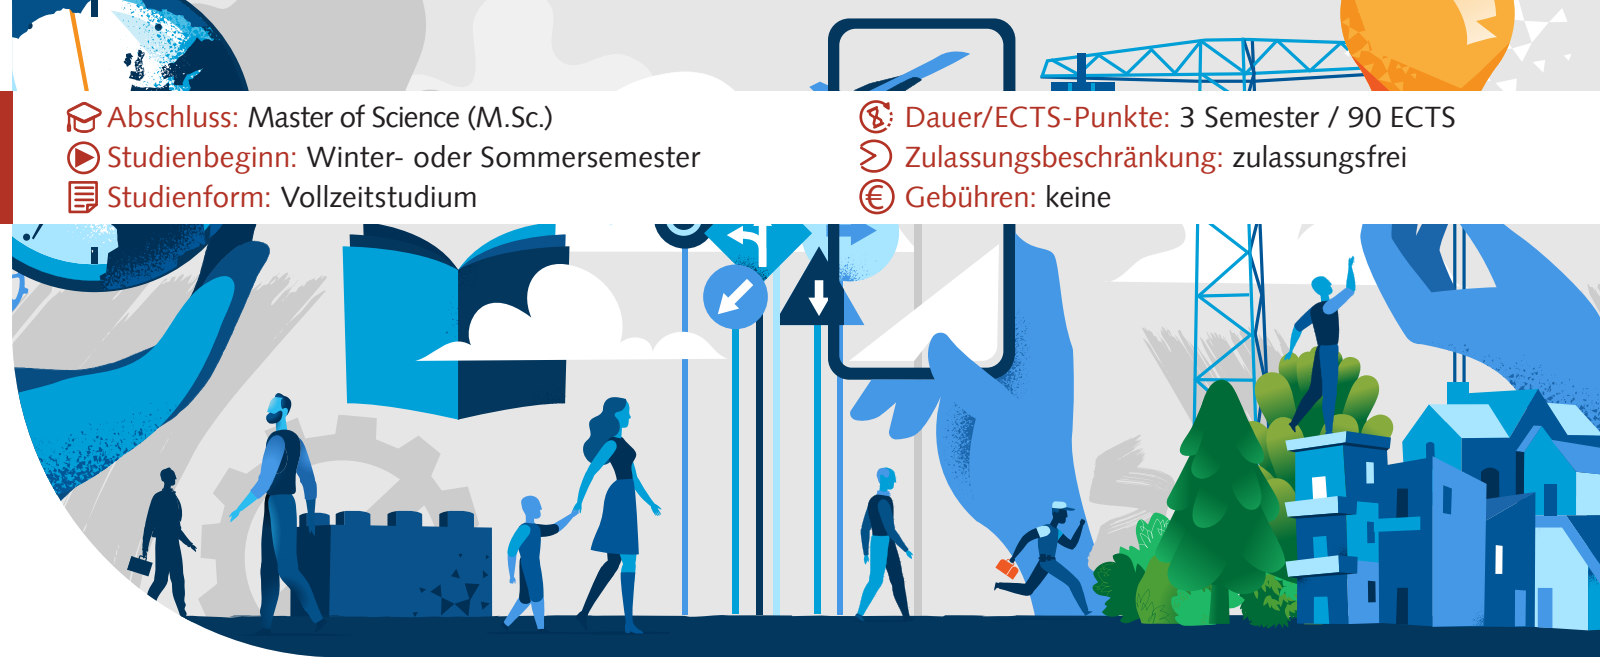 Abschluss: Master of Science (M.Sc.)
Studienbeginn: Winter- oder Sommersemester
Studienform: Vollzeitstudium
Dauer/ECTS-Punkte: 3 Semester / 90 ECTS
Zulassungsbeschränkung: zulassungsfrei
Gebühren: keine